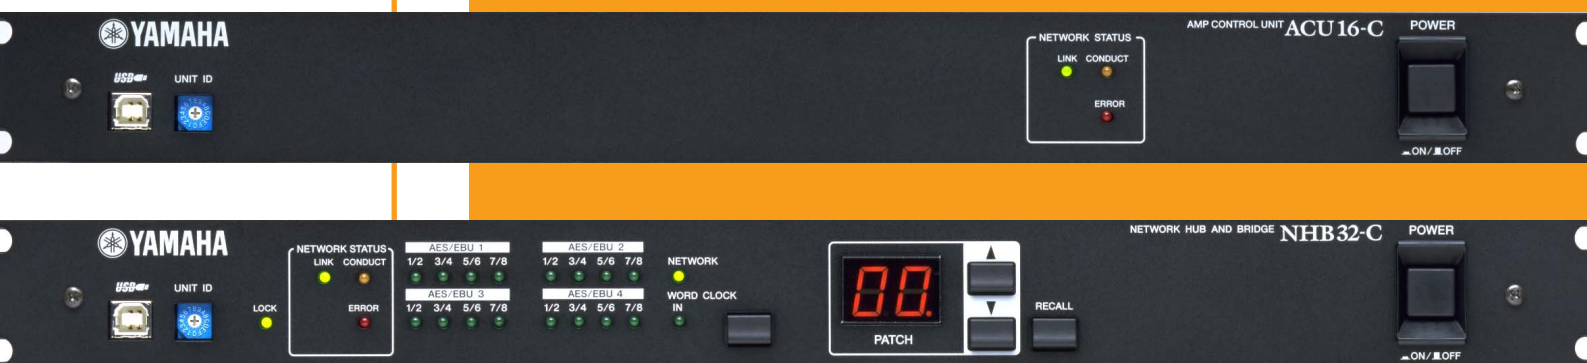 YAMAHA
AMP CONTROL UNIT ACU16-C
POWER
NETWORK STATUS
LINK CONDUCT
USB UNIT ID
ERROR
ON/OFF
YAMAHA
NETWORK HUB AND BRIDGE NHB32-C
POWER
NETWORK STATUS
AES/EBU 1
AES/EBU 2
LINK CONDUCT
1/2 3/4 5/6 7/8
1/2 3/4 5/6 7/8
NETWORK
USB UNIT ID
AES/EBU 3
AES/EBU 4
WORD CLOCK
LOCK
ERROR
1/2 3/4 5/6 7/8
1/2 3/4 5/6 7/8
IN
00.
RECALL
PATCH
ON/OFF